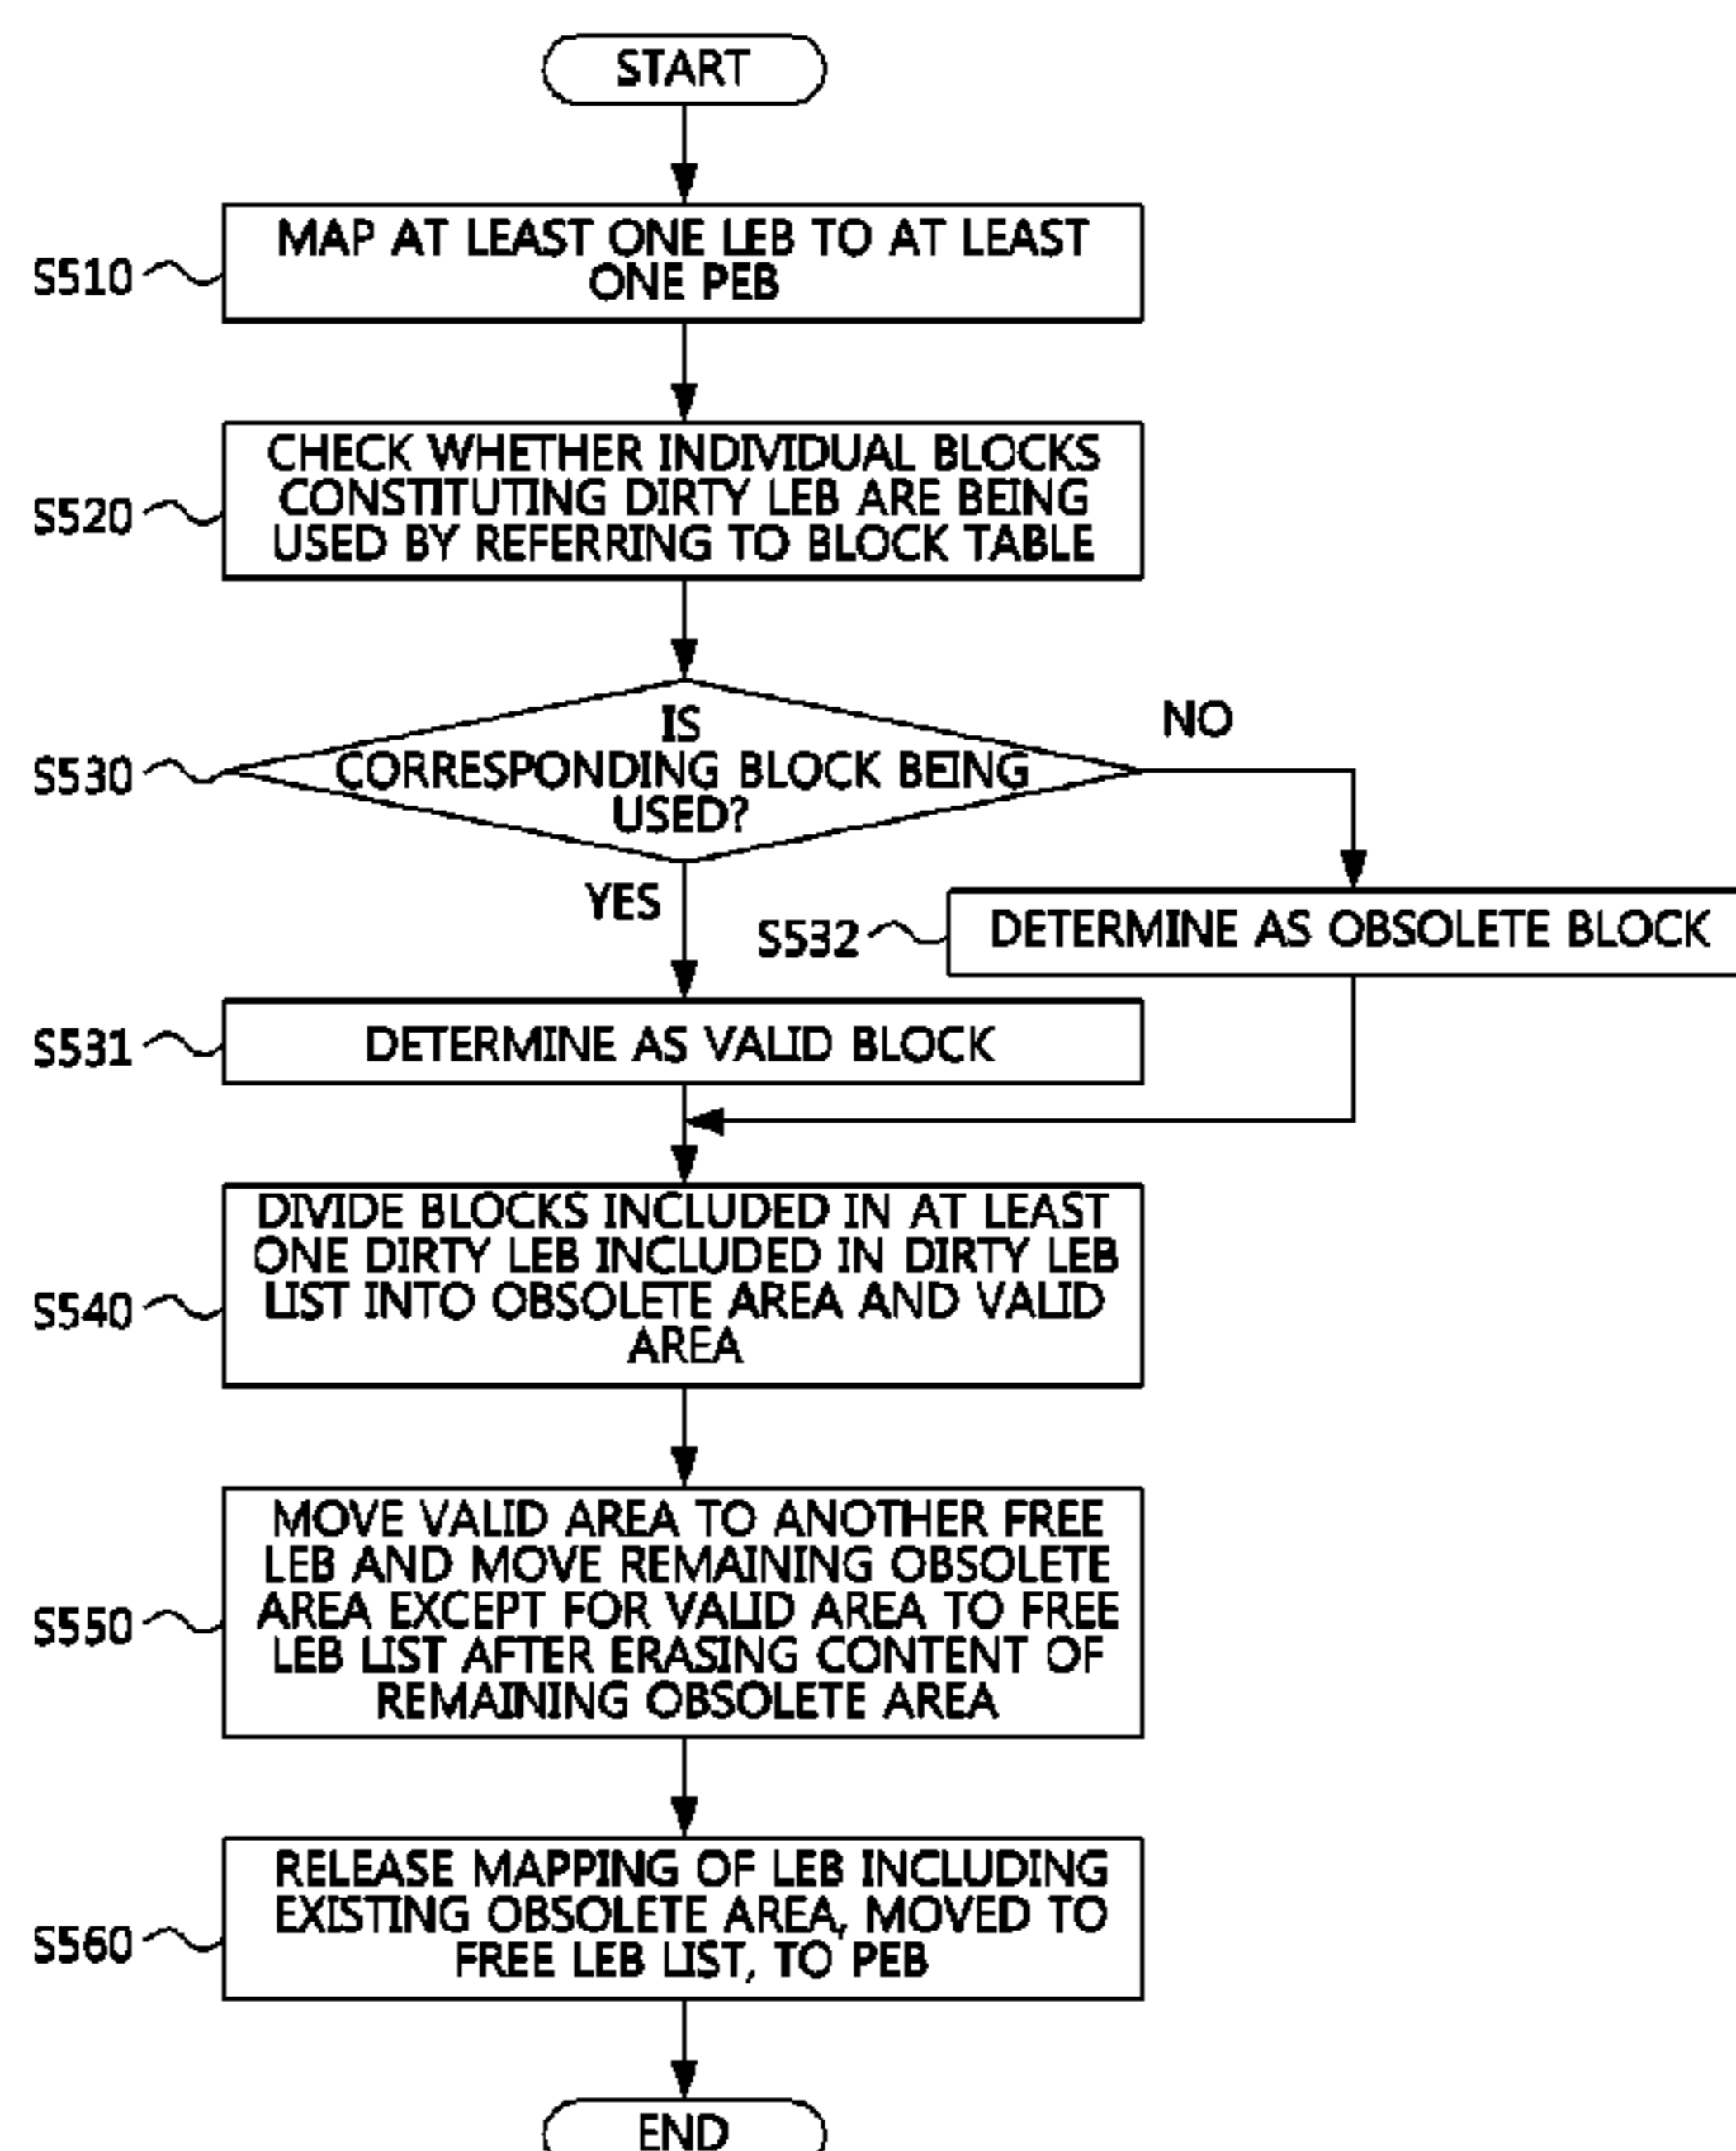 START
S510
MAP AT LEAST ONE LEB TO AT LEAST
ONE PEB
S520
CHECK WHETHER INDIVIDUAL BLOCKS
CONSTITUTING DIRTY LEB ARE BEING
USED BY REFERRING TO BLOCK TABLE
S530
IS
CORRESPONDING BLOCK BEING
USED?
NO
YES
S532
DETERMINE AS OBSOLETE BLOCK
S531
DETERMINE AS VALID BLOCK
S540
DIVIDE BLOCKS INCLUDED IN AT LEAST
ONE DIRTY LEB INCLUDED IN DIRTY LEB
LIST INTO OBSOLETE AREA AND VALID
AREA
S550
MOVE VALID AREA TO ANOTHER FREE
LEB AND MOVE REMAINING OBSOLETE
AREA EXCEPT FOR VALID AREA TO FREE
LEB LIST AFTER ERASING CONTENT OF
REMAINING OBSOLETE AREA
S560
RELEASE MAPPING OF LEB INCLUDING
EXISTING OBSOLETE AREA, MOVED TO
FREE LEB LIST, TO PEB
END